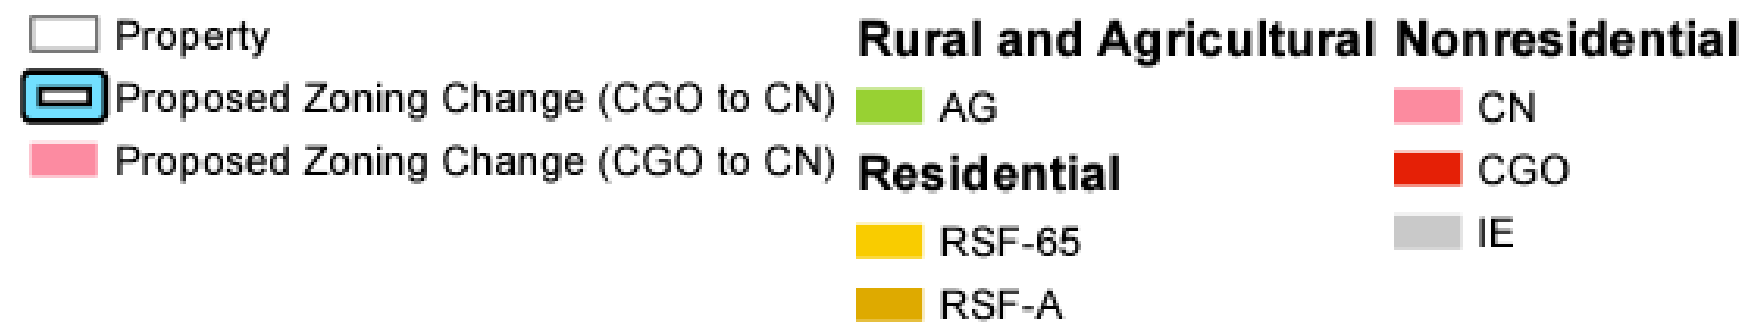 Property
Proposed Zoning Change (CGO to CN)
Proposed Zoning Change (CGO to CN)
Rural and Agricultural
AG
Residential
RSF-65
RSF-A
Nonresidential
CN
CGO
IE